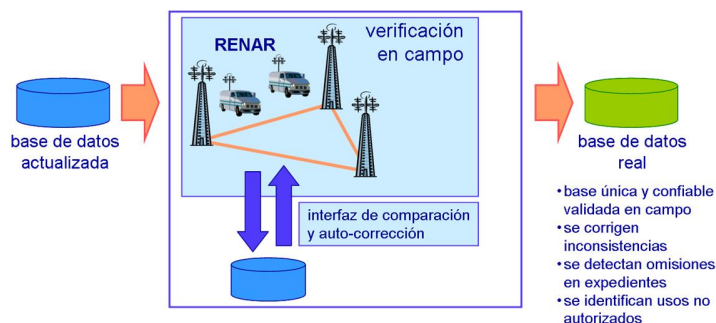 base de datos
actualizada
RENAR
verificación
en campo
interfaz de comparación
y auto-corrección
base de datos
real
•base única y confiable
validada en campo
•se corrigen
inconsistencias
•se detectan omisiones
en expedientes
•se identifican usos no
autorizados